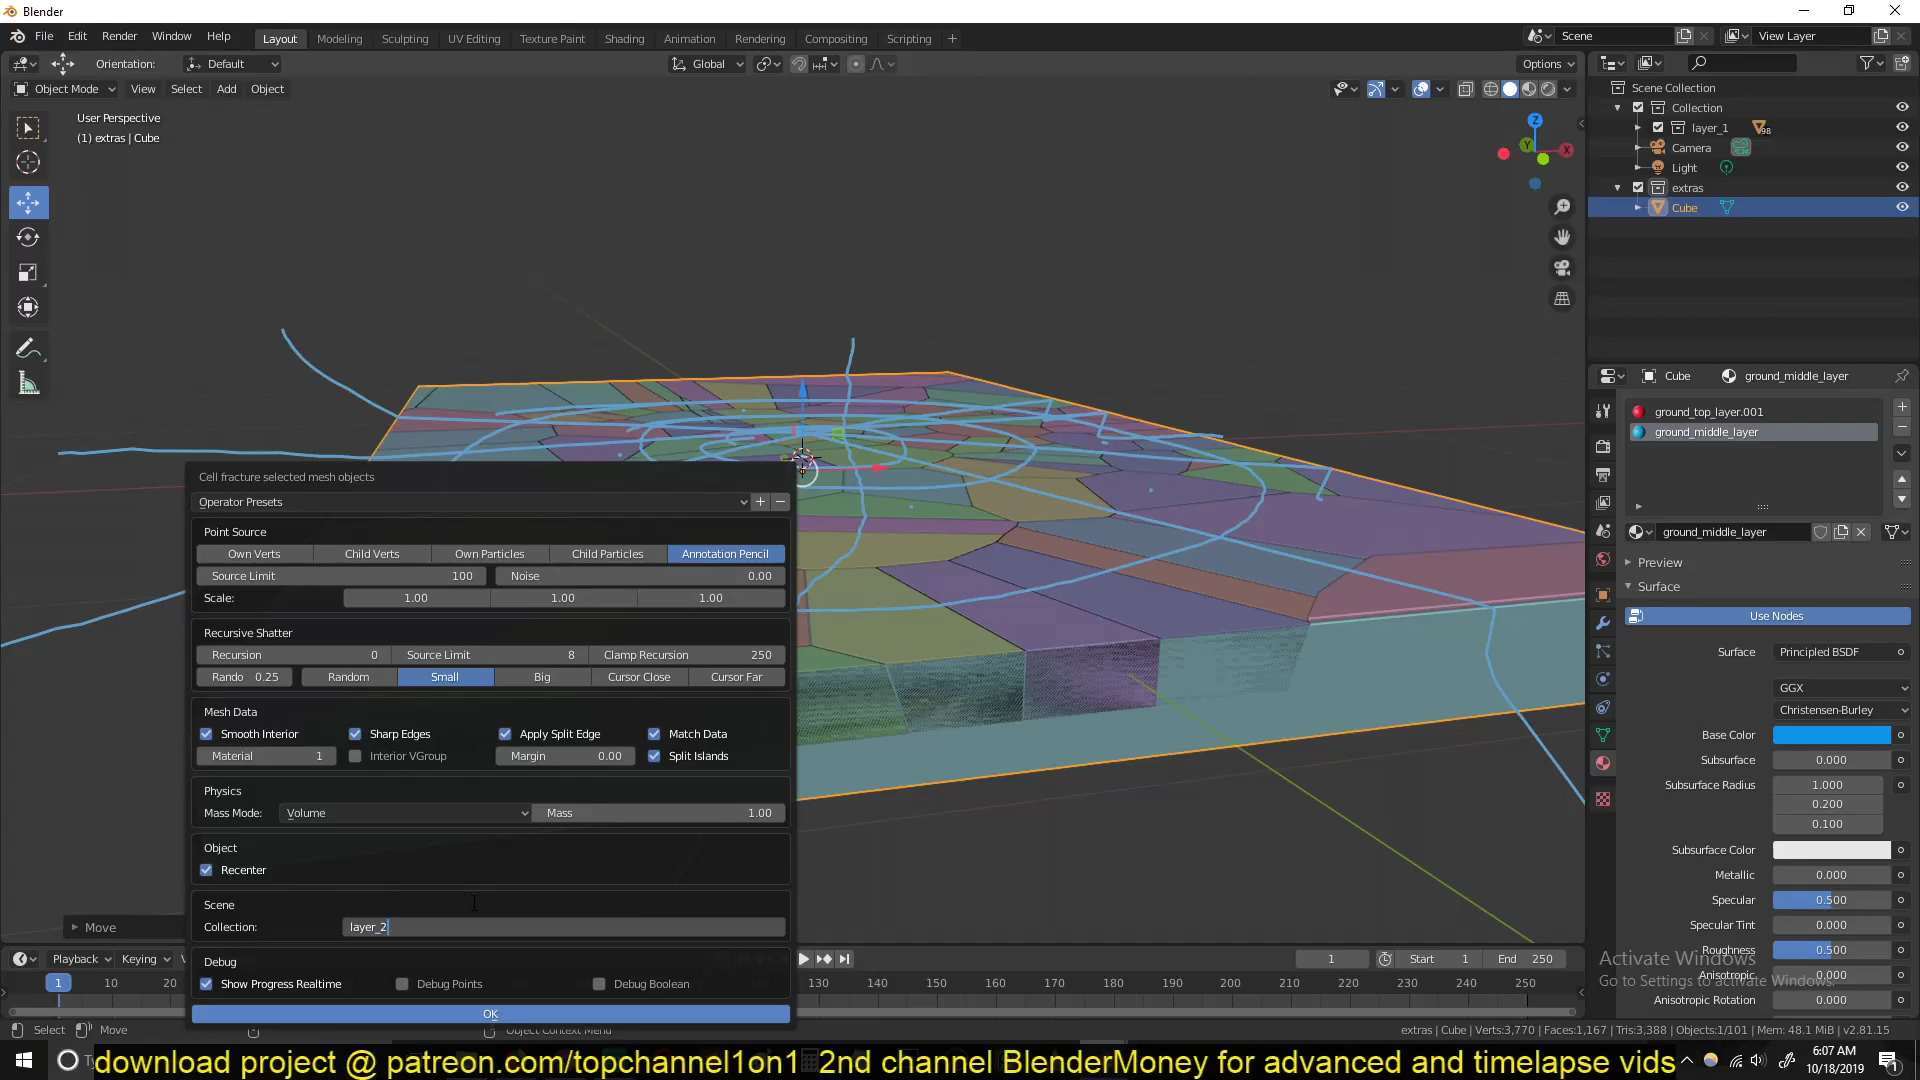 Blender
File Edit Render Window Help
Layout Modeling Sculpting UV Editing Texture Paint Shading Animation Rendering Compositing Scripting +
Scene
View Layer
Orientation: Default
Global
Options
Object Mode View Select Add Object
User Perspective
(1) extras | Cube
Z
Y
X
Scene Collection
Collection
layer_1 98
Camera
Light
extras
Cube
Cube ground_middle_layer
ground_top_layer.001
ground_middle_layer
ground_middle_layer
Preview
Surface
Use Nodes
Surface Principled BSDF
GGX
Christensen-Burley
Base Color
Subsurface 0.000
Subsurface Radius 1.000
0.200
0.100
Subsurface Color
Metallic 0.000
Specular 0.500
Specular Tint 0.000
Roughness 0.500
Anisotropic 0.000
Anisotropic Rotation 0.000
Activate Windows
Go to Settings to activate Windows.
Cell fracture selected mesh objects
Operator Presets
Point Source
Own Verts Child Verts Own Particles Child Particles Annotation Pencil
Source Limit 100 Noise 0.00
Scale: 1.00 1.00 1.00
Recursive Shatter
Recursion 0 Source Limit 8 Clamp Recursion 250
Rando 0.25 Random Small Big Cursor Close Cursor Far
Mesh Data
Smooth Interior Sharp Edges Apply Split Edge Match Data
Material 1 Interior VGroup Margin 0.00 Split Islands
Physics
Mass Mode: Volume Mass 1.00
Object
Recenter
Scene
Collection: layer_2
Debug
Show Progress Realtime Debug Points Debug Boolean
OK
Move
Playback Keying
1 Start 1 End 250
1 10 20 130 140 150 160 170 180 190 200 210 220 230 240 250
Select Move Object Context Menu
extras | Cube | Verts:3,770 | Faces:1,167 | Tris:3,388 | Objects:1/101 | Mem: 48.1 MiB | v2.81.15
download project @ patreon.com/topchannel1on1 2nd channel BlenderMoney for advanced and timelapse vids
6:07 AM
10/18/2019
1